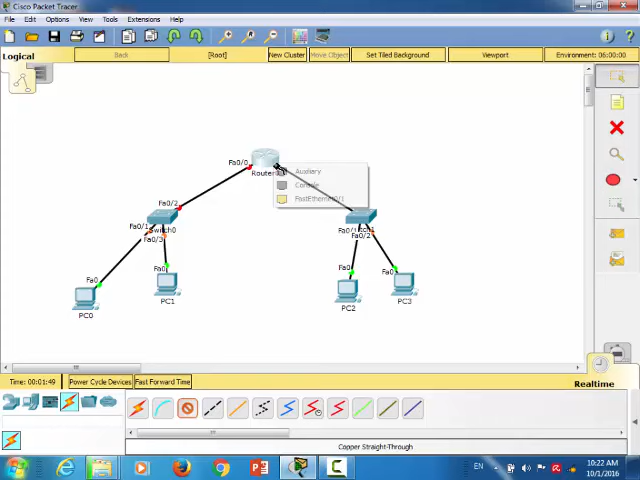 Cisco Packet Tracer
File Edit Options View Tools Extensions Help
Logical Back [Root] New Cluster Move Object Set Tiled Background Viewport Environment: 06:00:00
Fa0/0
Router
Auxiliary
Console
FastEthernet0/1
Fa0/2
Fa0/1 Switch0
Fa0/3
Fa0/1
Fa0/2
Fa0 Fa0 Fa0 Fa0
PC0 PC1 PC2 PC3
Time: 00:01:49 Power Cycle Devices Fast Forward Time Realtime
Copper Straight-Through
EN 10:22 AM
10/1/2016